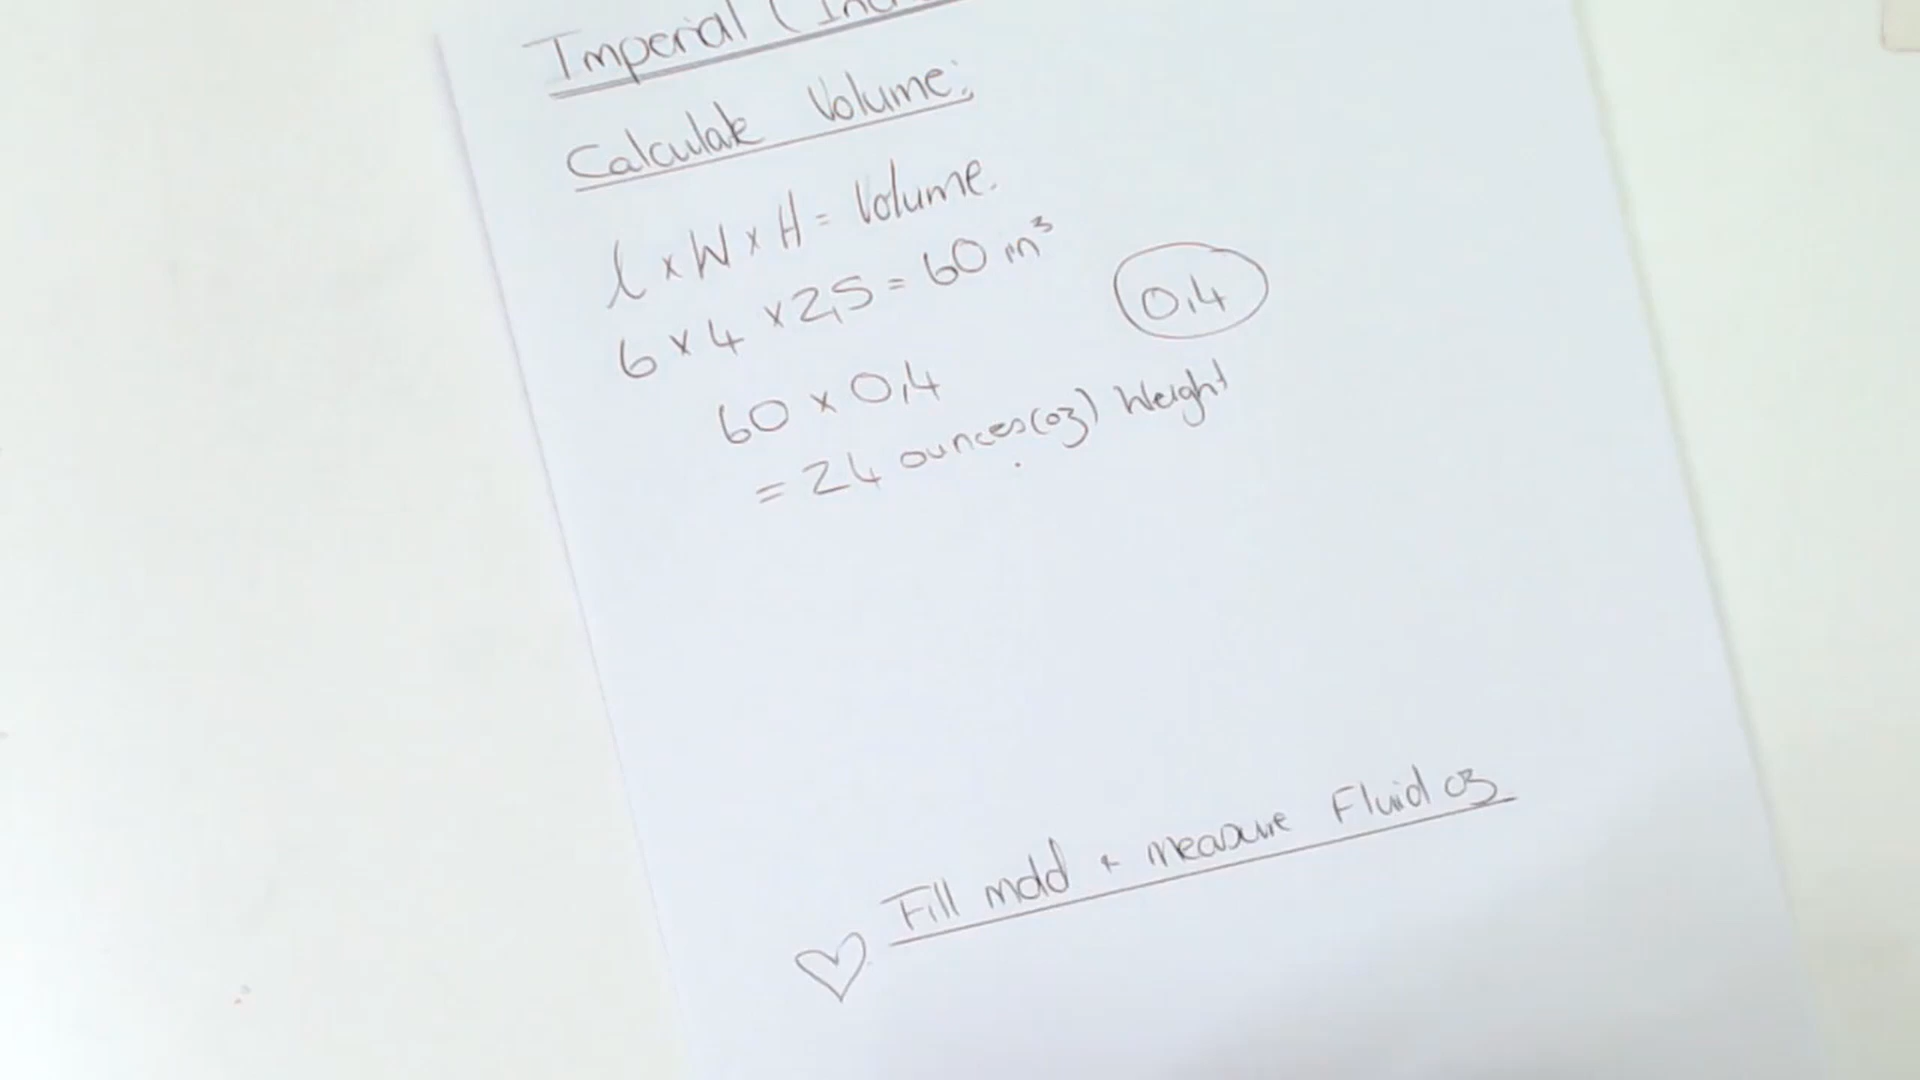 Imperial (In
Calculate Volume:
l x W x H = Volume.
6 x 4 x 2,5 = 60 in³
0,4
60 x 0,4
= 24 ounces (oz) Weight
Fill mold + measure Fluid oz